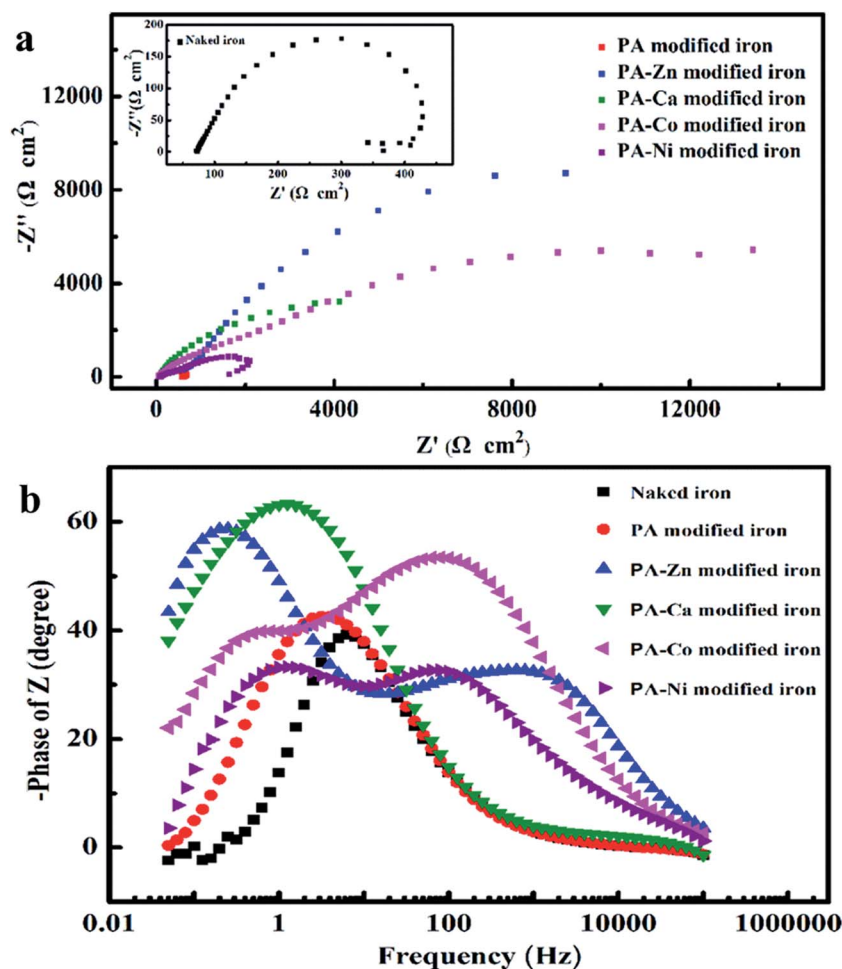 a
200
150
100
50
0
-Z''(Ω cm²)
Naked iron
100 200 300 400
Z' (Ω cm²)
PA modified iron
PA-Zn modified iron
PA-Ca modified iron
PA-Co modified iron
PA-Ni modified iron
12000
8000
4000
0
-Z'' (Ω cm²)
0 4000 8000 12000
Z' (Ω cm²)
b
60
40
20
0
-Phase of Z (degree)
Naked iron
PA modified iron
PA-Zn modified iron
PA-Ca modified iron
PA-Co modified iron
PA-Ni modified iron
0.01 1 100 10000 1000000
Frequency (Hz)